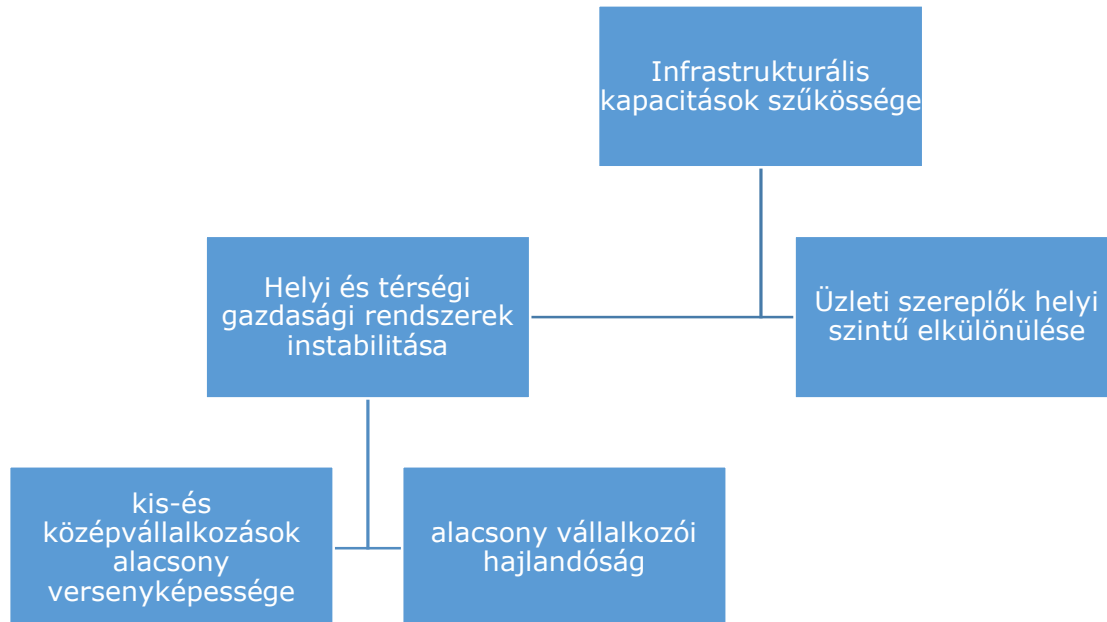 Infrastrukturális
kapacitások szűkössége
Helyi és térségi
gazdasági rendszerek
instabilitása
Üzleti szereplők helyi
szintű elkülönülése
kis-és
középvállalkozások
alacsony
versenyképessége
alacsony vállalkozói
hajlandóság